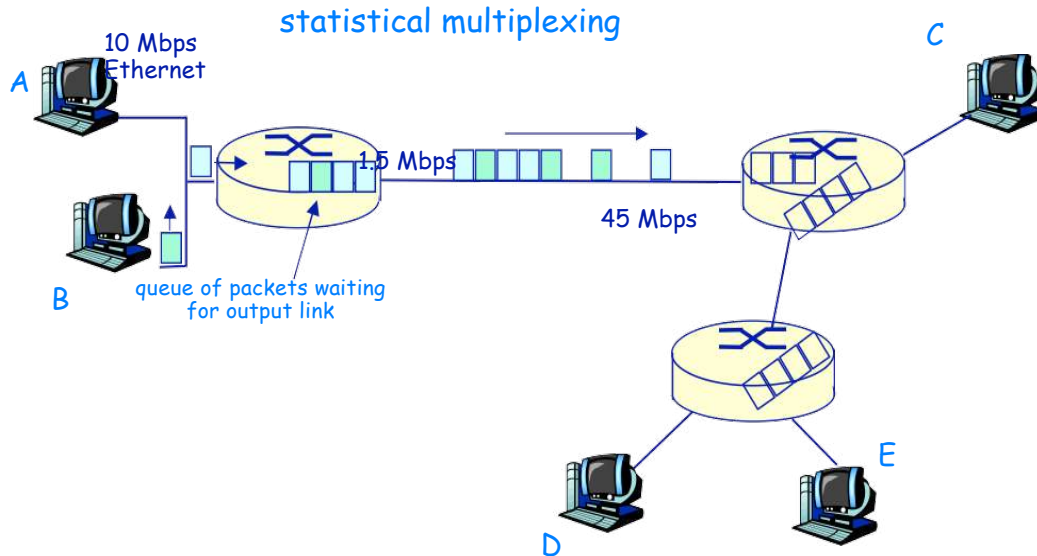 statistical multiplexing
C
10 Mbps
Ethernet
A
1.5 Mbps
45 Mbps
B
queue of packets waiting
for output link
E
D